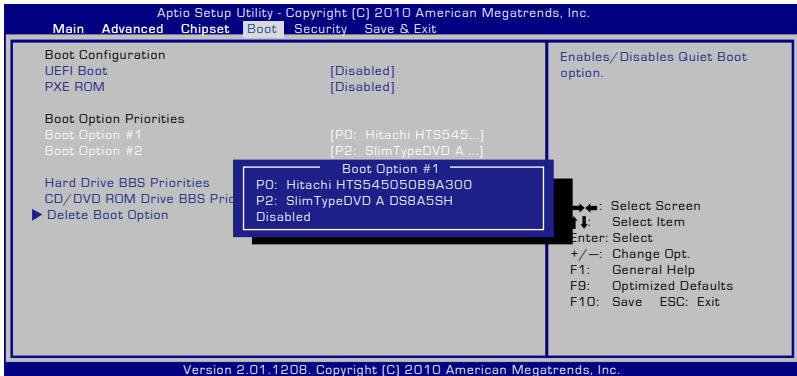 Aptio Setup Utility - Copyright (C) 2010 American Megatrends, Inc.
Main Advanced Chipset Boot Security Save & Exit
Boot Configuration
UEFI Boot [Disabled]
PXE ROM [Disabled]
Boot Option Priorities
Boot Option #1 [P0: Hitachi HTS545...]
Boot Option #2 [P2: SlimTypeDVD A ...]
Hard Drive BBS Priorities
CD/DVD ROM Drive BBS
Delete Boot Option
Boot Option #1
P0: Hitachi HTS545050B9A300
P2: SlimTypeDVD A DS8A5SH
Disabled
Enables/Disables Quiet Boot
option.
→←: Select Screen
↑↓: Select Item
Enter: Select
+/—: Change Opt.
F1: General Help
F9: Optimized Defaults
F10: Save ESC: Exit
Version 2.01.1208. Copyright (C) 2010 American Megatrends, Inc.